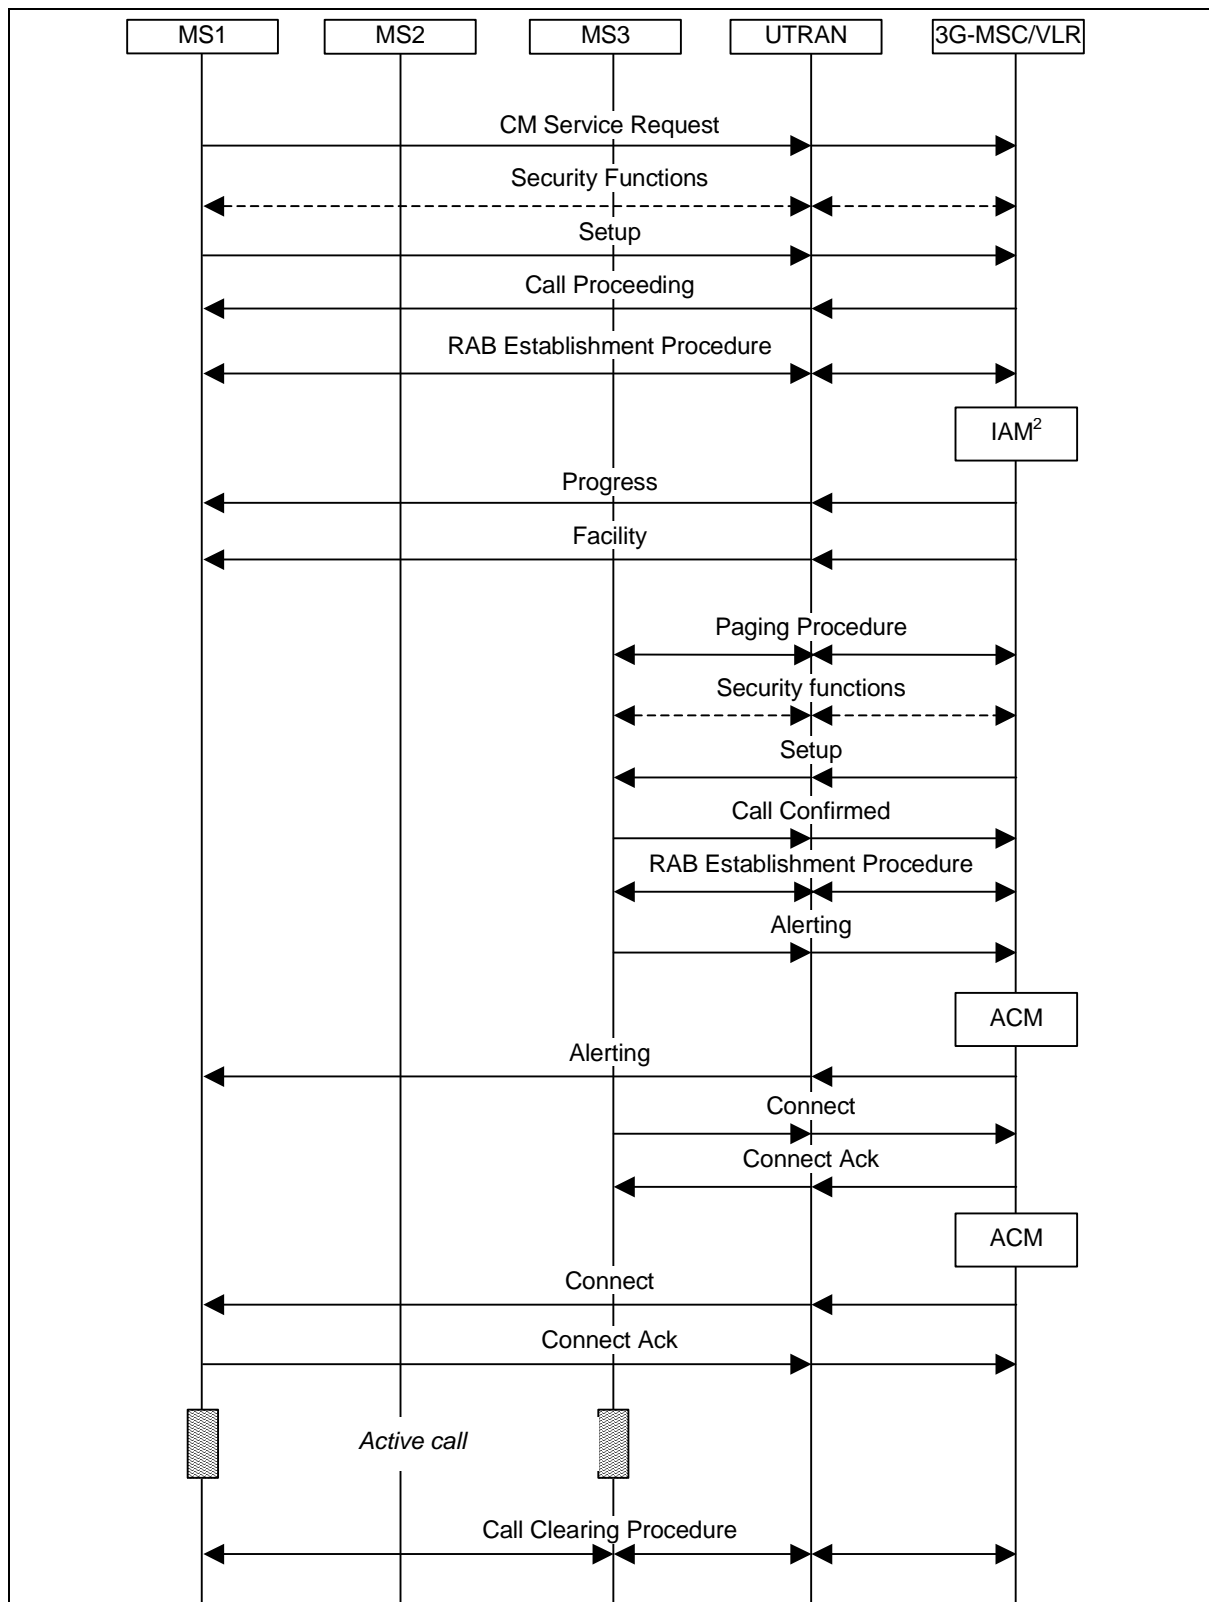 MS1 MS2 MS3 UTRAN 3G-MSC/VLR
CM Service Request
Security Functions
Setup
Call Proceeding
RAB Establishment Procedure
IAM²
Progress
Facility
Paging Procedure
Security functions
Setup
Call Confirmed
RAB Establishment Procedure
Alerting
ACM
Alerting
Connect
Connect Ack
ACM
Connect
Connect Ack
Active call
Call Clearing Procedure